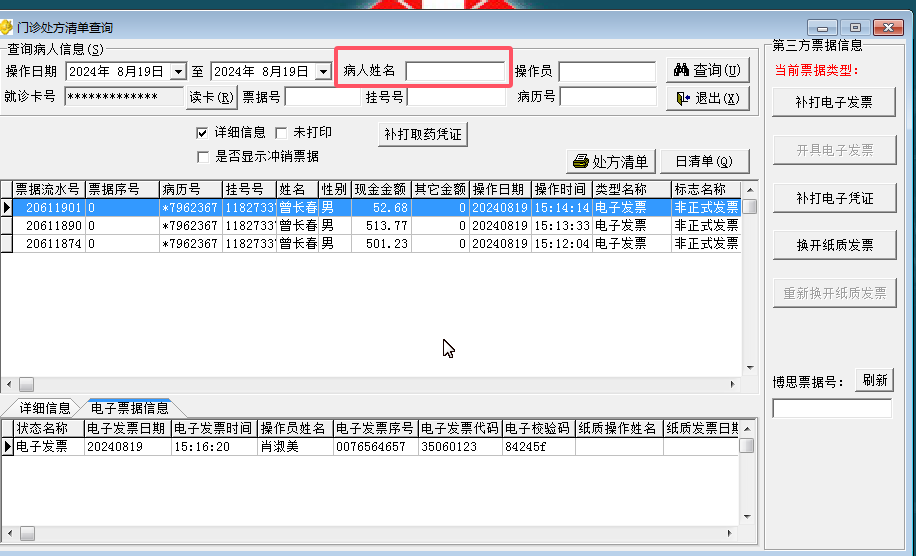 门诊处方清单查询
查询病人信息(S)
操作日期 2024年 8月19日 至 2024年 8月19日 病人姓名 操作员 查询(U)
就诊卡号 ************* 读卡(R) 票据号 挂号号 病历号 退出(X)
详细信息 未打印 补打取药凭证
是否显示冲销票据 处方清单 日清单(Q)
票据流水号 票据序号 病历号 挂号号 姓名 性别 现金金额 其它金额 操作日期 操作时间 类型名称 标志名称
20611901 0 *7962367 1182733 曾长春 男 52.68 0 20240819 15:14:14 电子发票 非正式发票
20611890 0 *7962367 1182733 曾长春 男 513.77 0 20240819 15:13:33 电子发票 非正式发票
20611874 0 *7962367 1182733 曾长春 男 501.23 0 20240819 15:12:04 电子发票 非正式发票
详细信息 电子票据信息
状态名称 电子发票日期 电子发票时间 操作员姓名 电子发票序号 电子发票代码 电子校验码 纸质操作姓名 纸质发票日期
电子发票 20240819 15:16:20 肖淑美 0076564657 35060123 84245f
第三方票据信息
当前票据类型:
补打电子发票
开具电子发票
补打电子凭证
换开纸质发票
重新换开纸质发票
博思票据号: 刷新